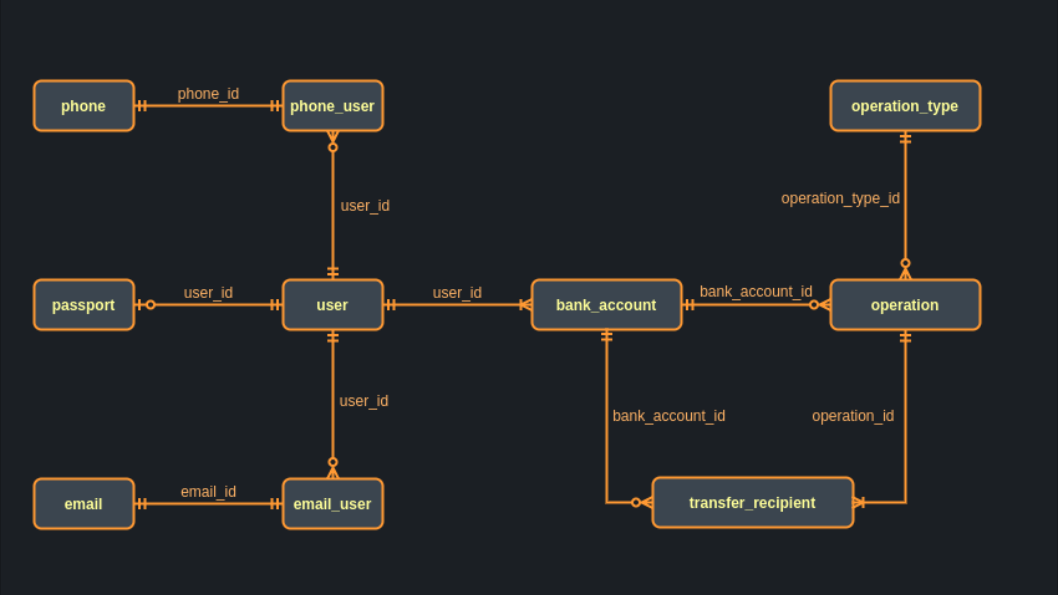 phone
phone_id
phone_user
operation_type
user_id
operation_type_id
passport
user_id
user
user_id
bank_account
bank_account_id
operation
user_id
bank_account_id
operation_id
email
email_id
email_user
transfer_recipient